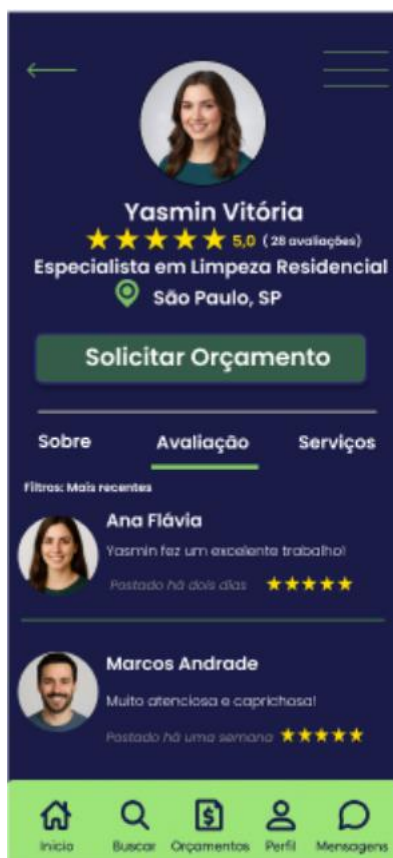 Yasmin Vitória
5,0 ( 28 avaliações)
Especialista em Limpeza Residencial
São Paulo, SP
Solicitar Orçamento
Sobre Avaliação Serviços
Filtros: Mais recentes
Ana Flávia
Yasmin fez um excelente trabalho!
Postado há dois dias
Marcos Andrade
Muito atenciosa e caprichosa!
Postado há uma semana
Início Buscar Orçamentos Perfil Mensagens